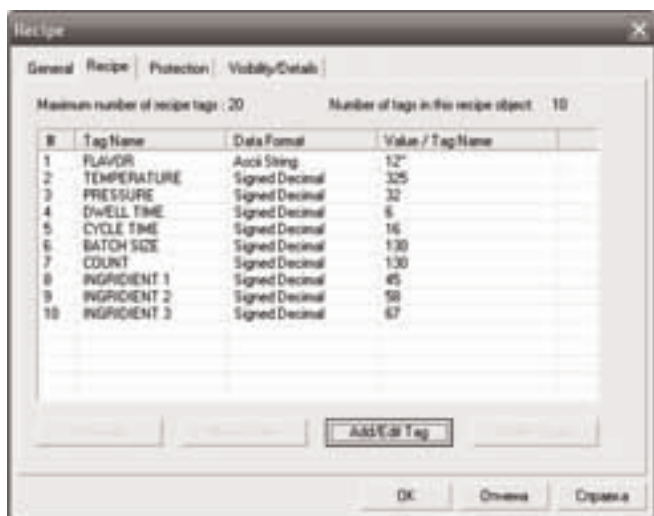 Recipe
General Recipe Protection Visibility/Details
Maximum number of recipe tags : 20 Number of tags in this recipe object: 10
# Tag Name Data Format Value / Tag Name
1 FLAVOR Ascii String 12"
2 TEMPERATURE Signed Decimal 325
3 PRESSURE Signed Decimal 32
4 DWELL TIME Signed Decimal 6
5 CYCLE TIME Signed Decimal 16
6 BATCH SIZE Signed Decimal 130
7 COUNT Signed Decimal 130
8 INGRIDIENT 1 Signed Decimal 45
9 INGRIDIENT 2 Signed Decimal 58
10 INGRIDIENT 3 Signed Decimal 67
Add/Edit Tag
OK Отмена Справка